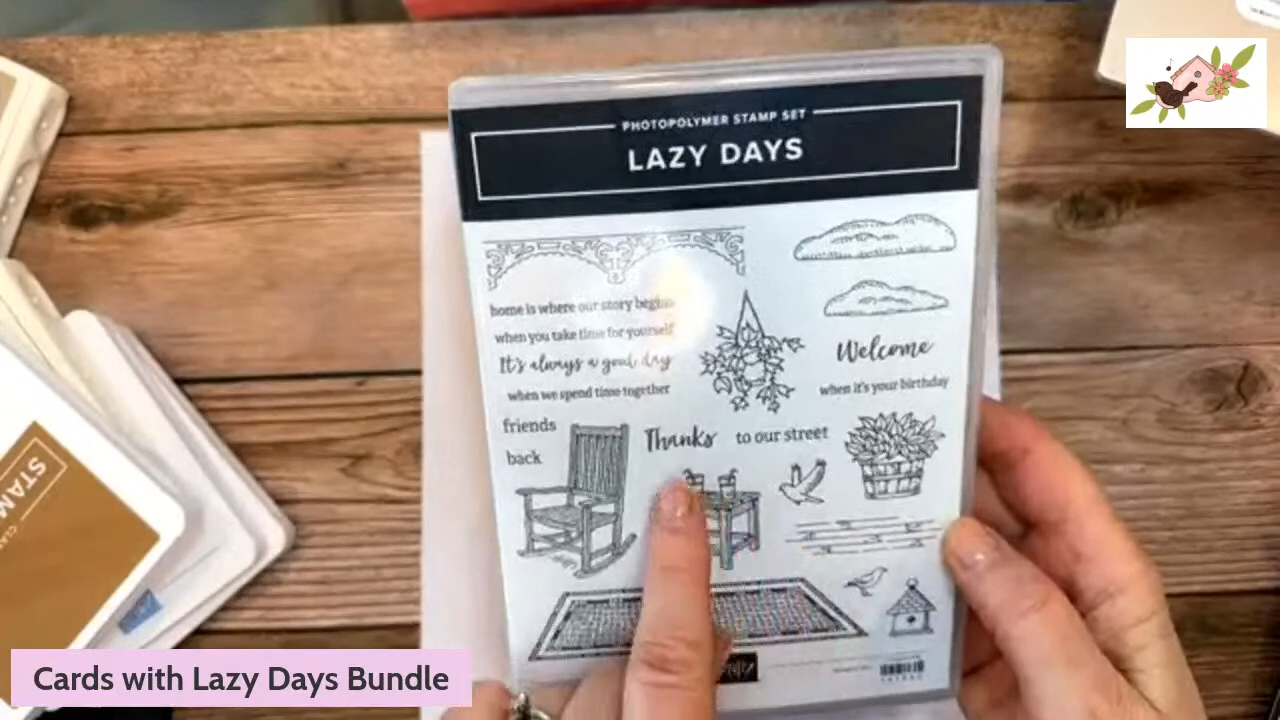 PHOTOPOLYMER STAMP SET
LAZY DAYS
home is where our story begins
when you take time for yourself
It's always a good day
when we spend time together
Welcome
when it's your birthday
friends
back
Thanks
to our street
STAM
Cards with Lazy Days Bundle